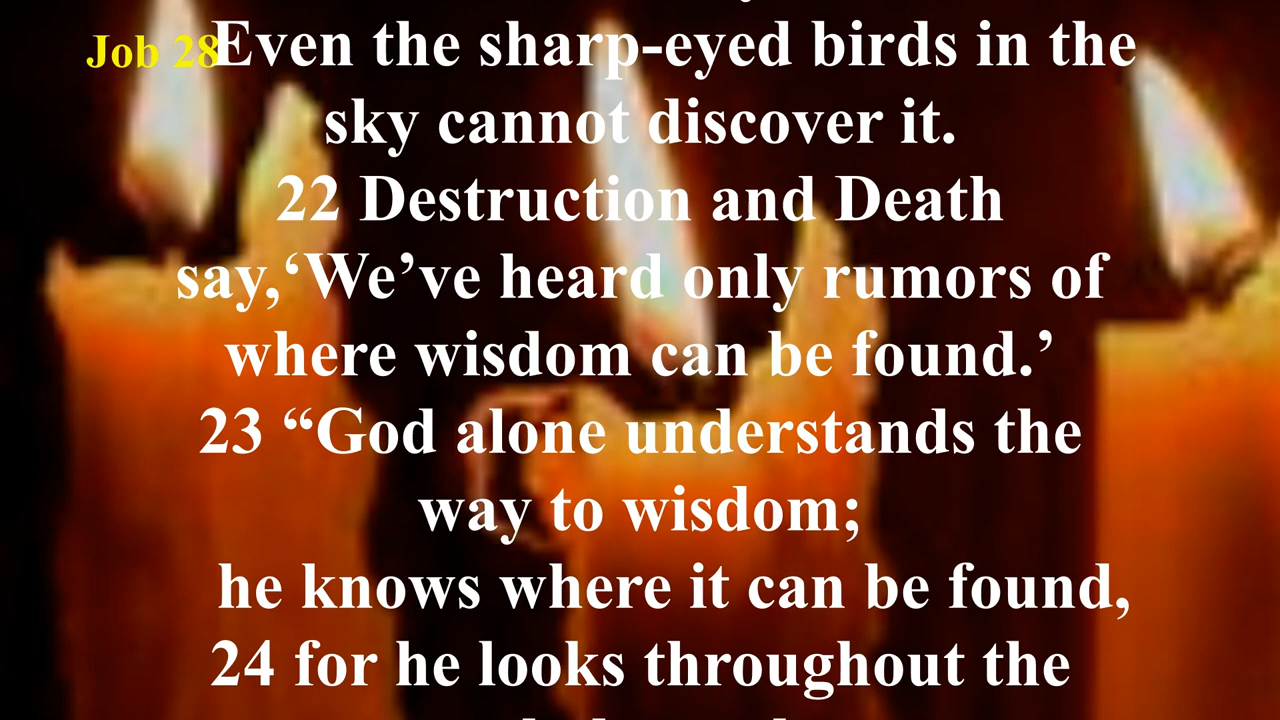 Job 28
Even the sharp-eyed birds in the
sky cannot discover it.
22 Destruction and Death
say,‘We’ve heard only rumors of
where wisdom can be found.’
23 “God alone understands the
way to wisdom;
he knows where it can be found,
24 for he looks throughout the